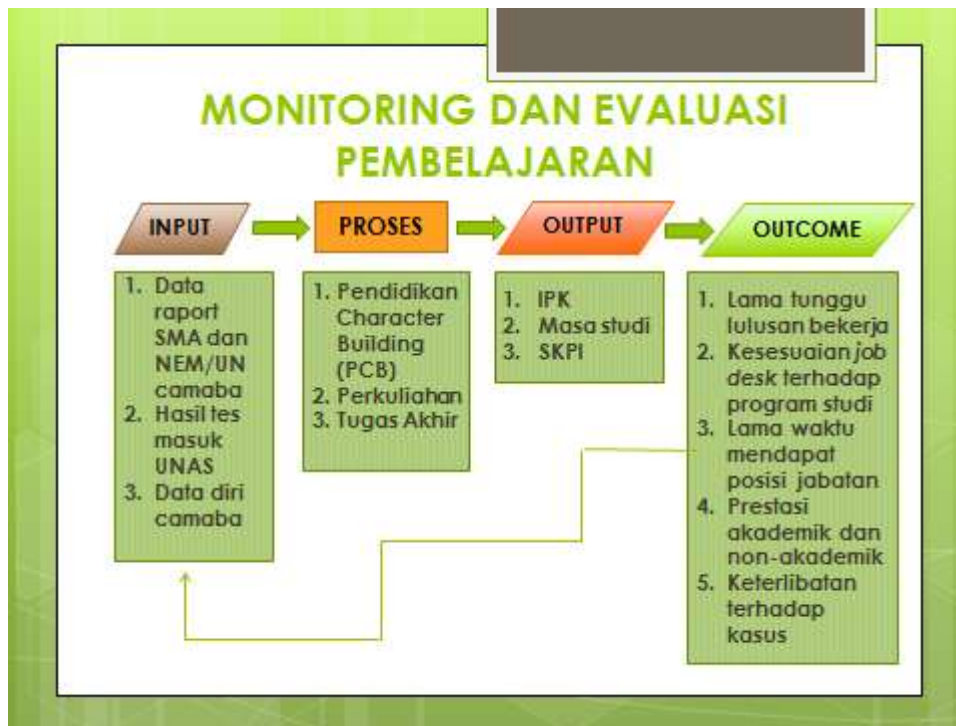 MONITORING DAN EVALUASI
PEMBELAJARAN
INPUT
PROSES
OUTPUT
OUTCOME
1. Data
raport
SMA dan
NEM/UN
camaba
2. Hasil tes
masuk
UNAS
3. Data diri
camaba
1. Pendidikan
Character
Building
(PCB)
2. Perkuliahan
3. Tugas Akhir
1. IPK
2. Masa studi
3. SKPI
1. Lama tunggu
lulusan bekerja
2. Kesesuaian job
desk terhadap
program studi
3. Lama waktu
mendapat
posisi jabatan
4. Prestasi
akademik dan
non-akademik
5. Keterlibatan
terhadap
kasus